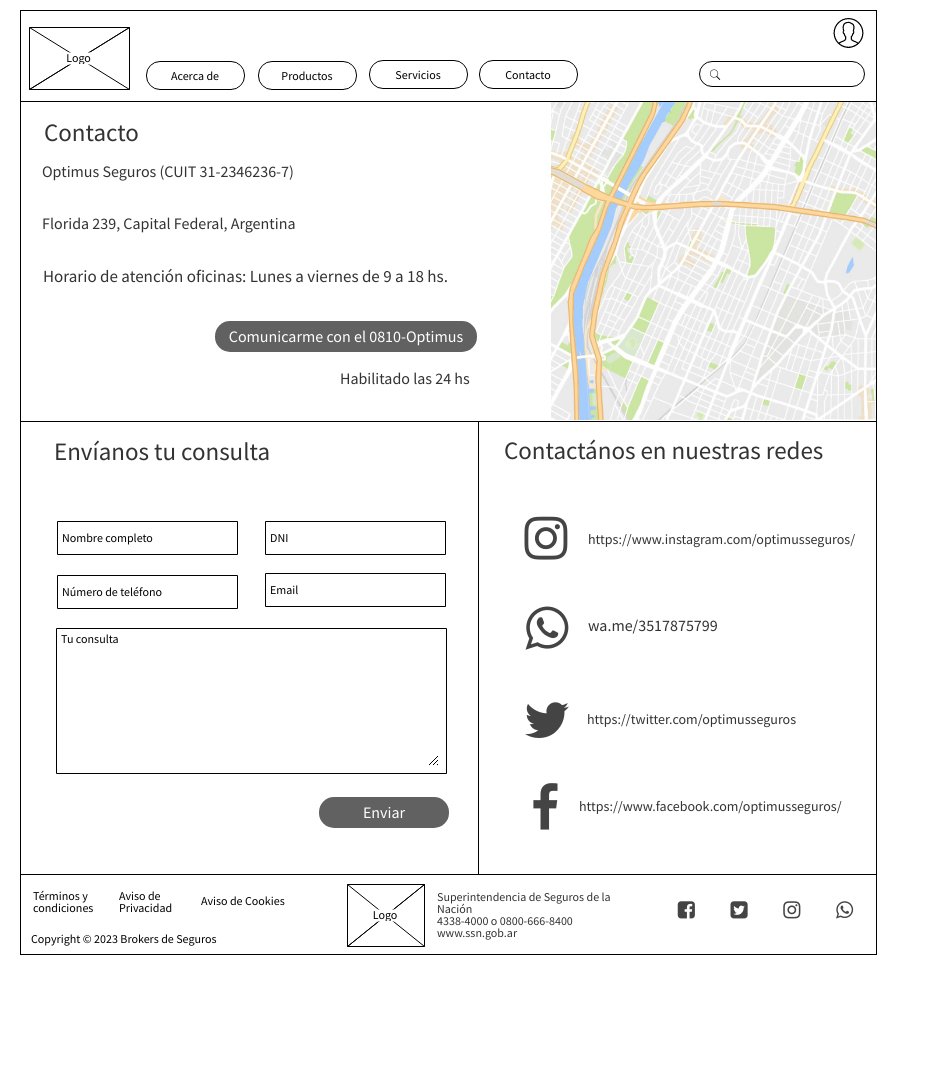 Logo
Acerca de
Productos
Servicios
Contacto
Contacto
Optimus Seguros (CUIT 31-2346236-7)
Florida 239, Capital Federal, Argentina
Horario de atención oficinas: Lunes a viernes de 9 a 18 hs.
Comunicarme con el 0810-Optimus
Habilitado las 24 hs
Envíanos tu consulta
Nombre completo
DNI
Número de teléfono
Email
Tu consulta
Enviar
Contactános en nuestras redes
https://www.instagram.com/optimusseguros/
wa.me/3517875799
https://twitter.com/optimusseguros
https://www.facebook.com/optimusseguros/
Términos y
condiciones
Aviso de
Privacidad
Aviso de Cookies
Copyright © 2023 Brokers de Seguros
Logo
Superintendencia de Seguros de la
Nación
4338-4000 o 0800-666-8400
www.ssn.gob.ar